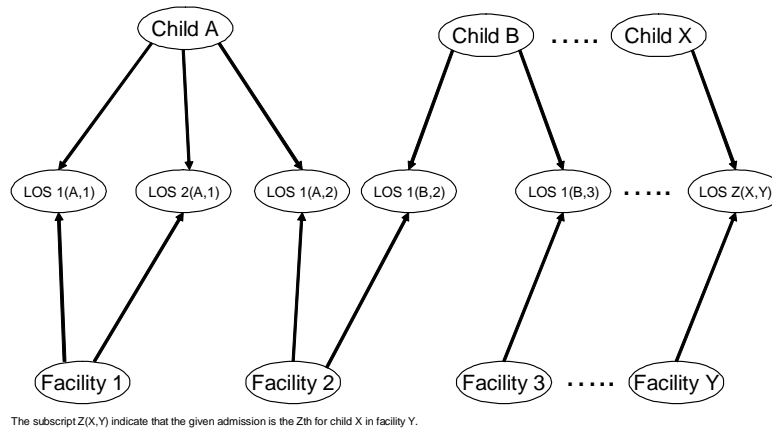 Child A
Child B ..... Child X
LOS 1(A,1) LOS 2(A,1) LOS 1(A,2) LOS 1(B,2) LOS 1(B,3) ..... LOS Z(X,Y)
Facility 1 Facility 2 Facility 3 ..... Facility Y
The subscript Z(X,Y) indicate that the given admission is the Zth for child X in facility Y.